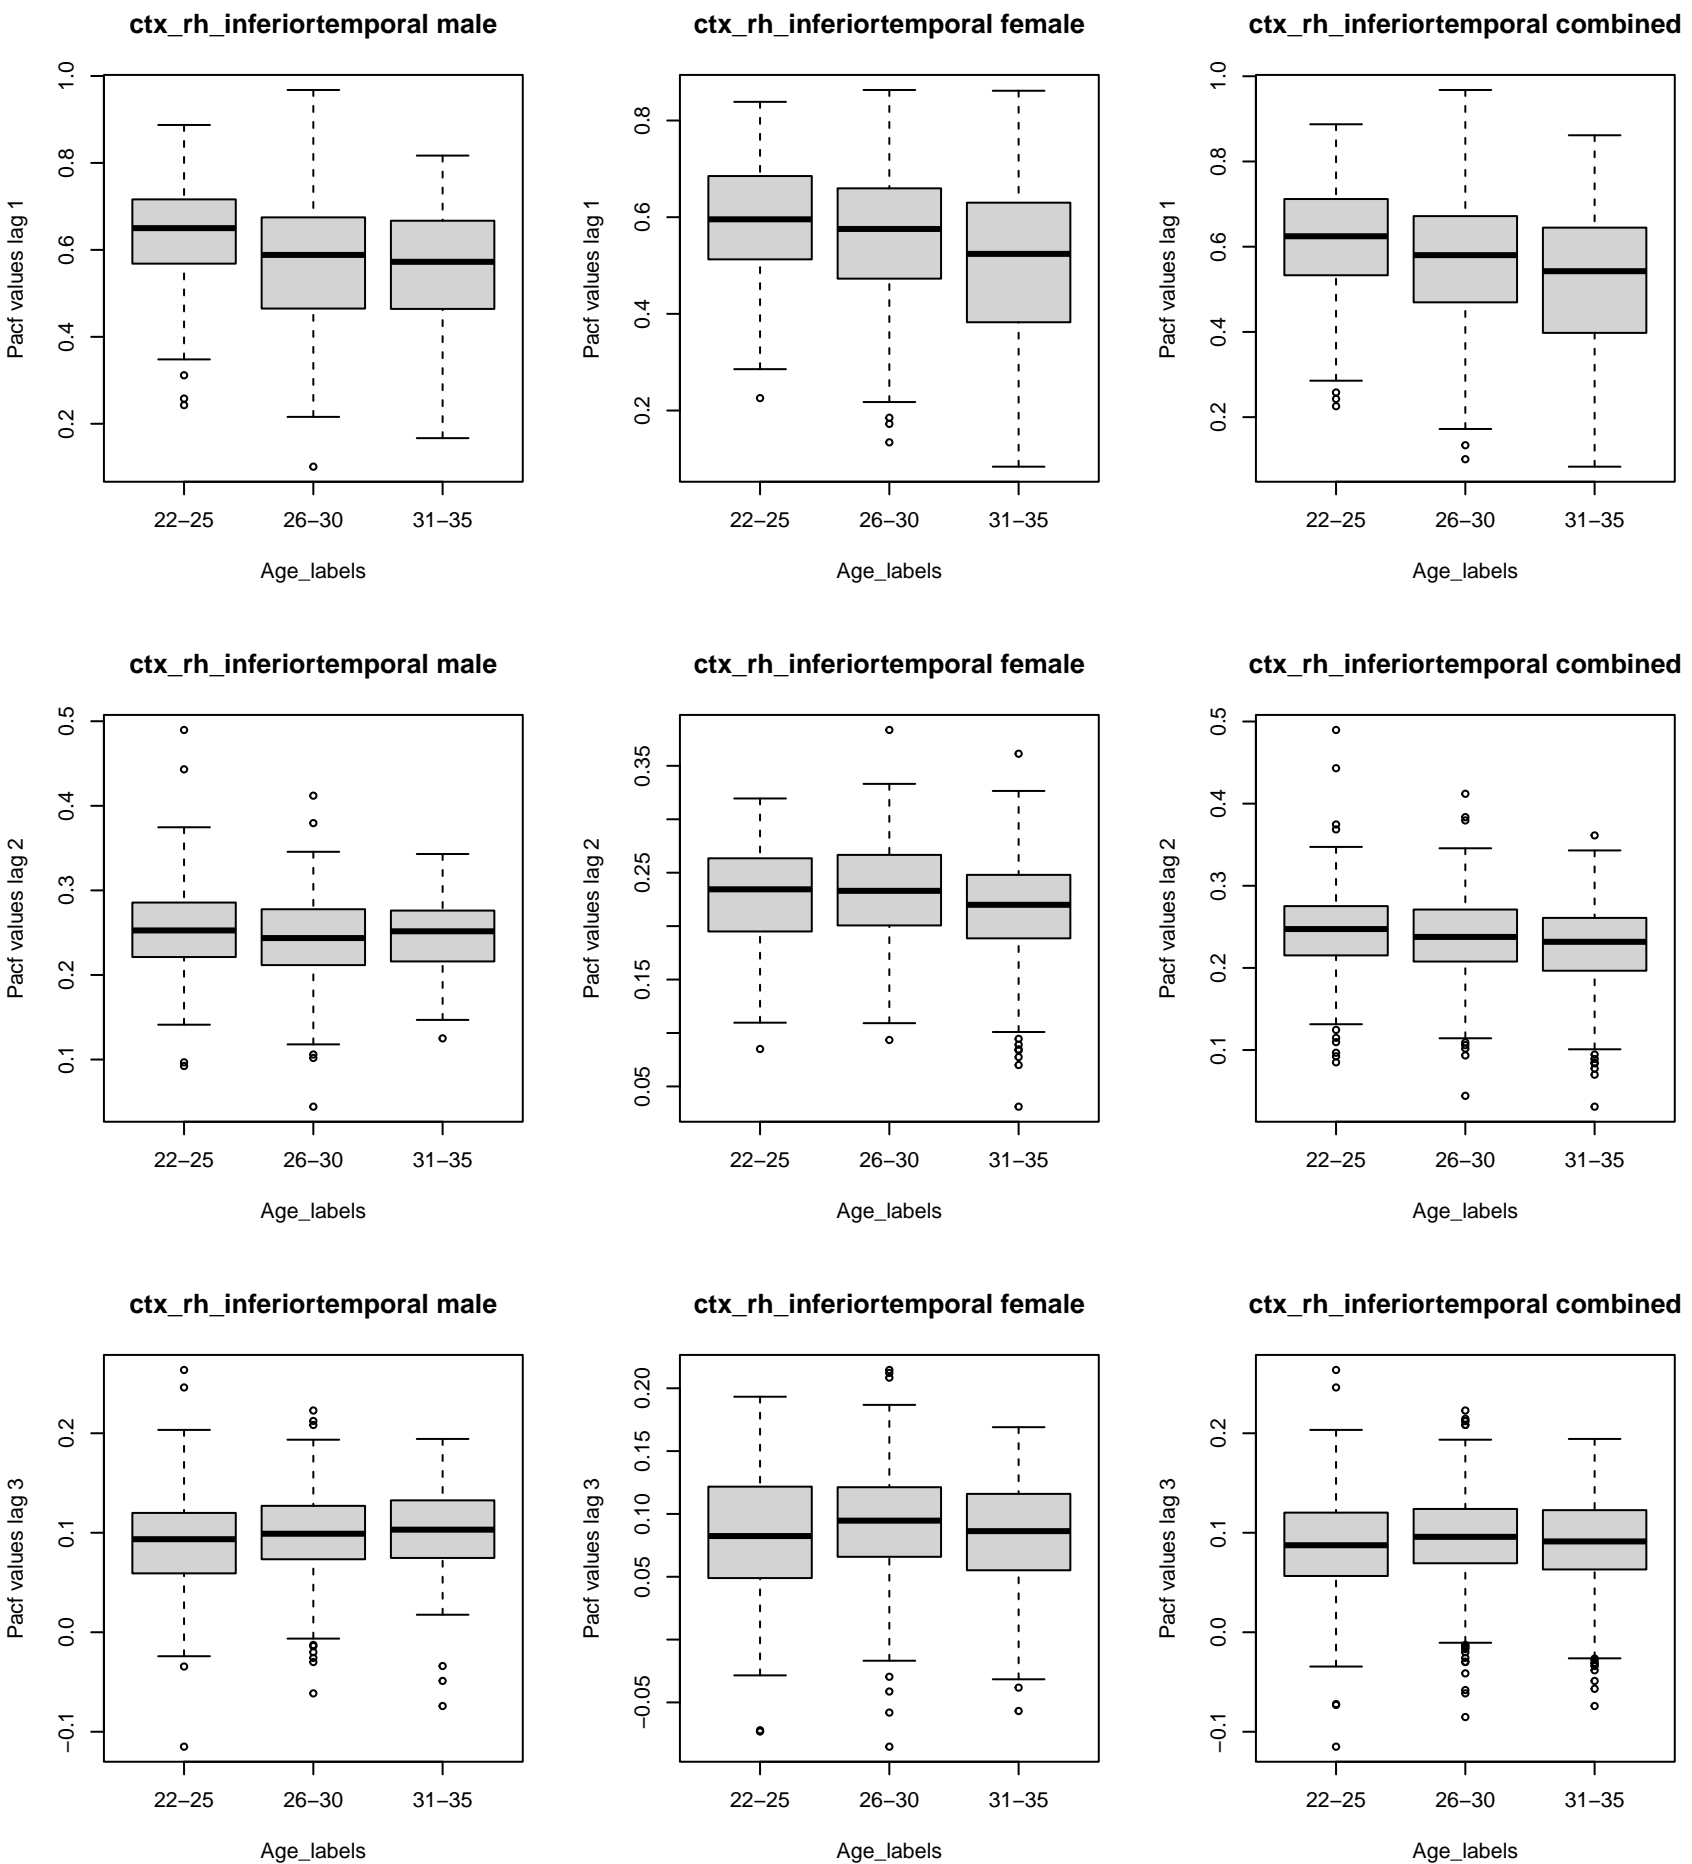 ctx_rh_inferiortemporal male
Pacf values lag 1
1.0
0.8
0.6
0.4
0.2
22−25 26−30 31−35
Age_labels
ctx_rh_inferiortemporal female
Pacf values lag 1
0.8
0.6
0.4
0.2
22−25 26−30 31−35
Age_labels
ctx_rh_inferiortemporal combined
Pacf values lag 1
1.0
0.8
0.6
0.4
0.2
22−25 26−30 31−35
Age_labels
ctx_rh_inferiortemporal male
Pacf values lag 2
0.5
0.4
0.3
0.2
0.1
22−25 26−30 31−35
Age_labels
ctx_rh_inferiortemporal female
Pacf values lag 2
0.35
0.25
0.15
0.05
22−25 26−30 31−35
Age_labels
ctx_rh_inferiortemporal combined
Pacf values lag 2
0.5
0.4
0.3
0.2
0.1
22−25 26−30 31−35
Age_labels
ctx_rh_inferiortemporal male
Pacf values lag 3
0.2
0.1
0.0
−0.1
22−25 26−30 31−35
Age_labels
ctx_rh_inferiortemporal female
Pacf values lag 3
0.20
0.15
0.10
0.05
−0.05
22−25 26−30 31−35
Age_labels
ctx_rh_inferiortemporal combined
Pacf values lag 3
0.2
0.1
0.0
−0.1
22−25 26−30 31−35
Age_labels